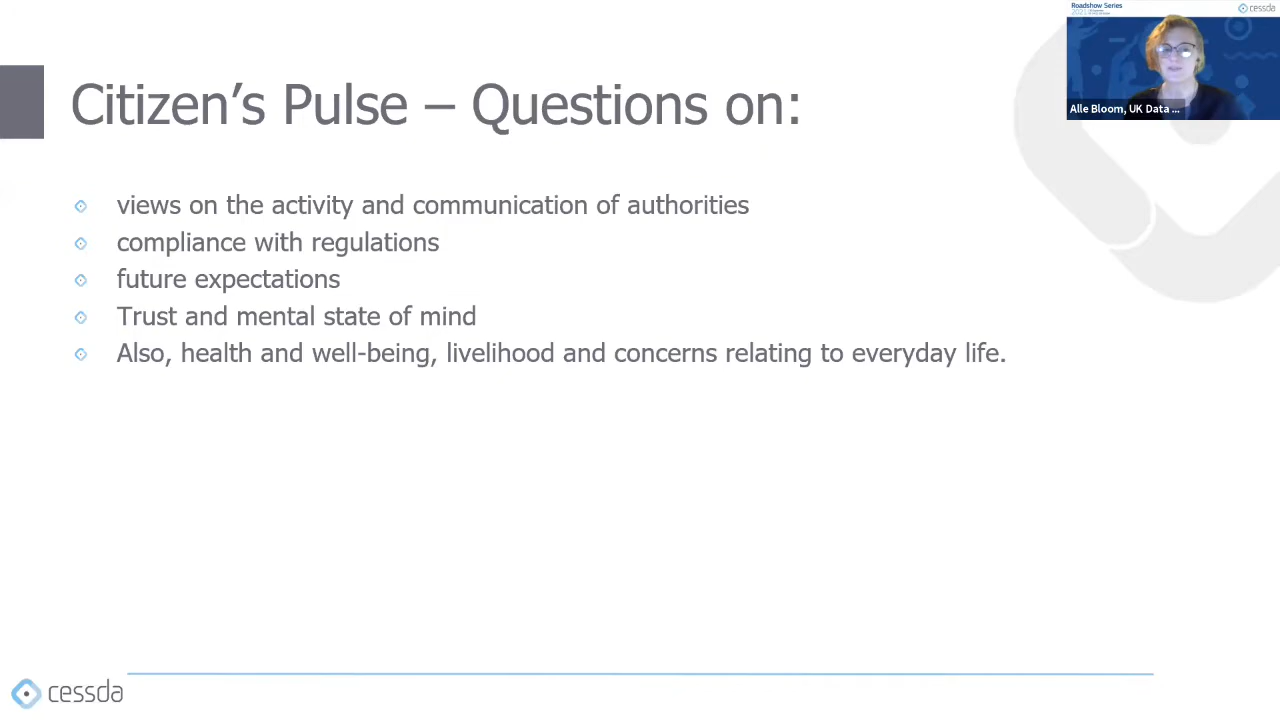 Roadshow Series
cessda
Alle Bloom, UK Data ...
Citizen’s Pulse – Questions on:
views on the activity and communication of authorities
compliance with regulations
future expectations
Trust and mental state of mind
Also, health and well-being, livelihood and concerns relating to everyday life.
cessda